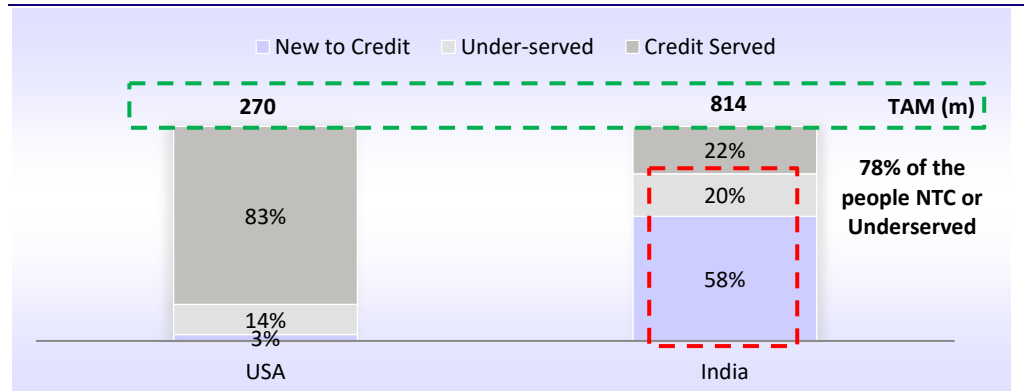 New to Credit Under-served Credit Served
270 814 TAM (m)
22%
78% of the
people NTC or
Underserved
83% 20%
58%
14%
3%
USA India